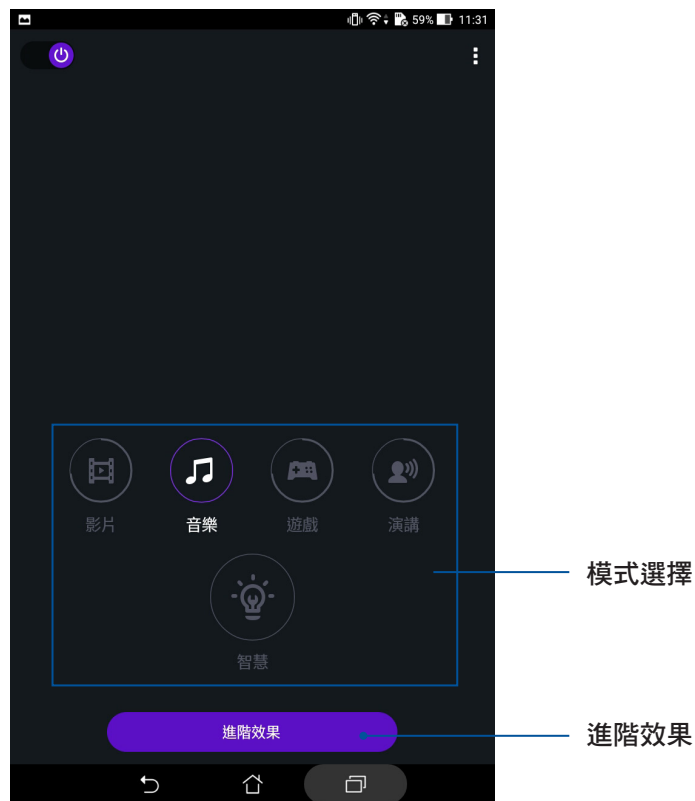 59% 11:31
影片 音樂 遊戲 演講
模式選擇
智慧
進階效果 進階效果